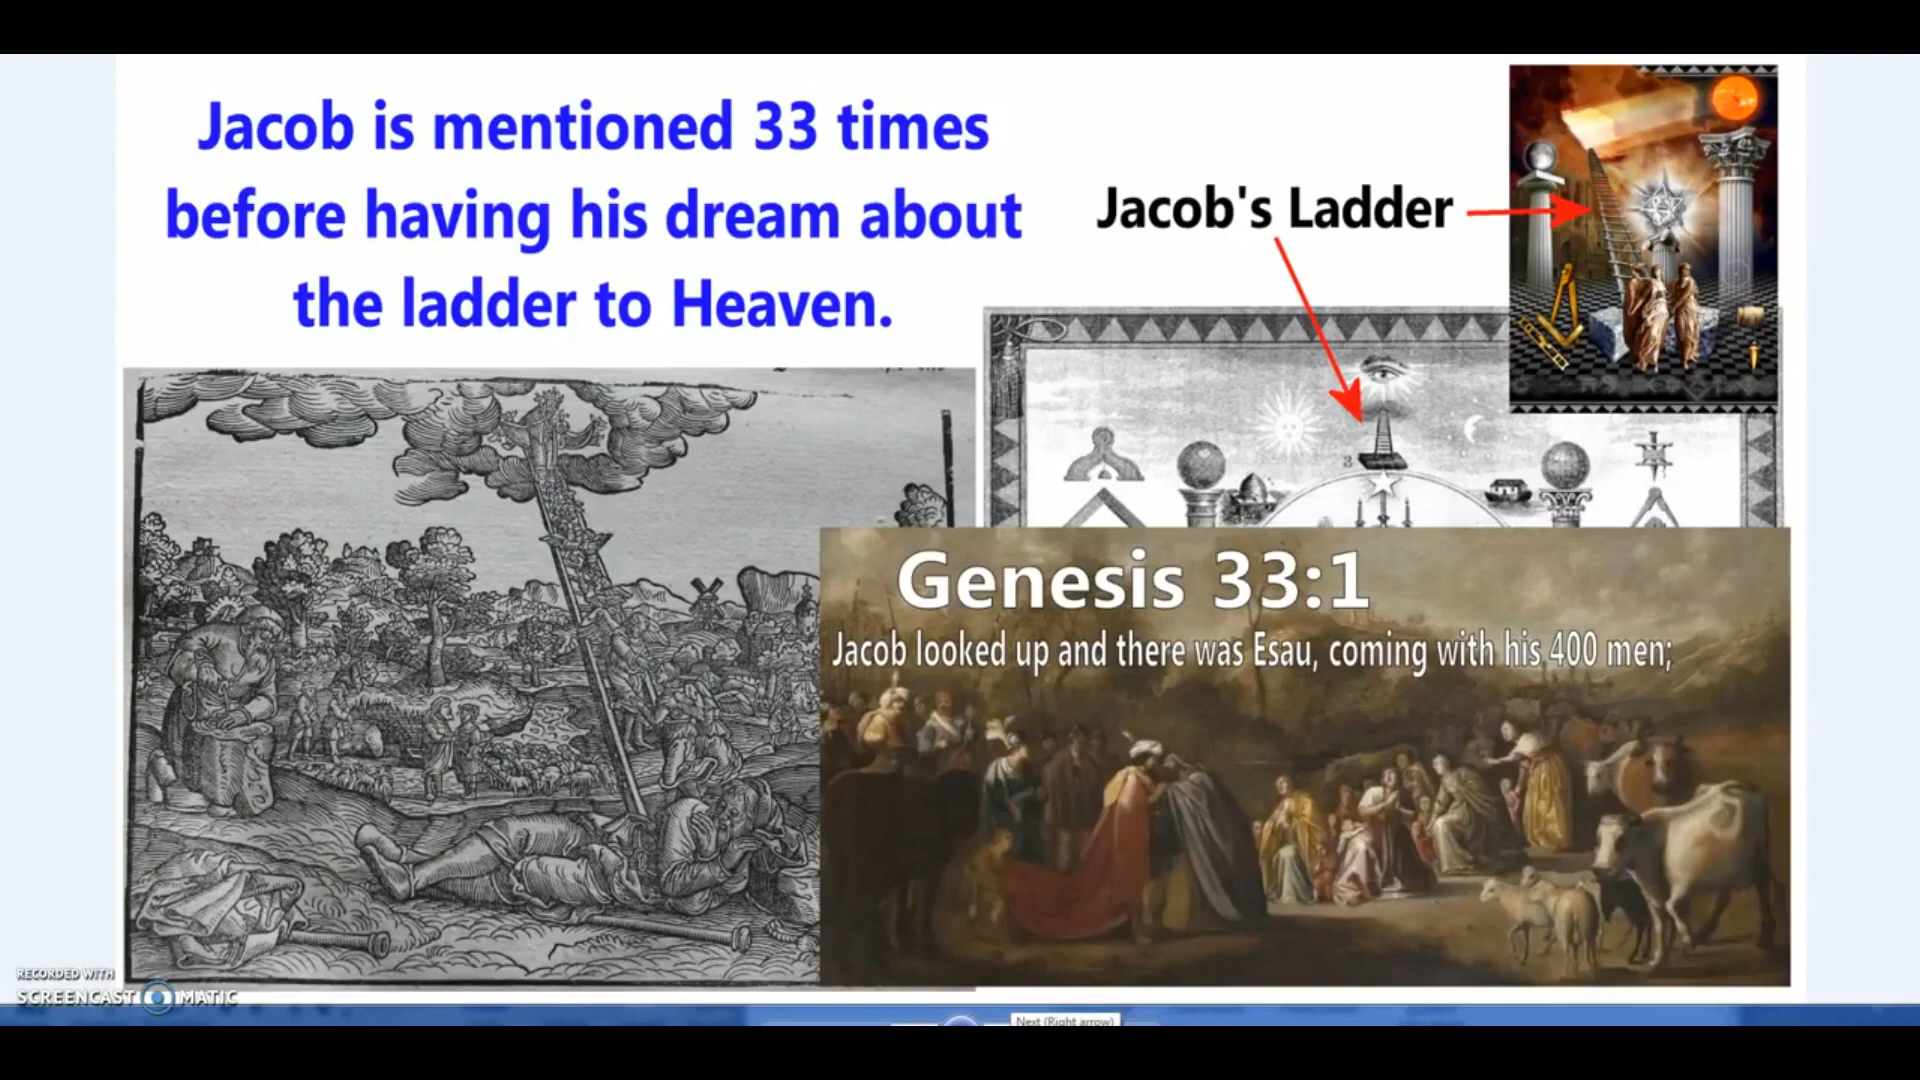 Jacob is mentioned 33 times
before having his dream about
the ladder to Heaven.
Jacob's Ladder
Genesis 33:1
Jacob looked up and there was Esau, coming with his 400 men;
RECORDED WITH
SCREENCAST MATIC
Next (Right arrow)